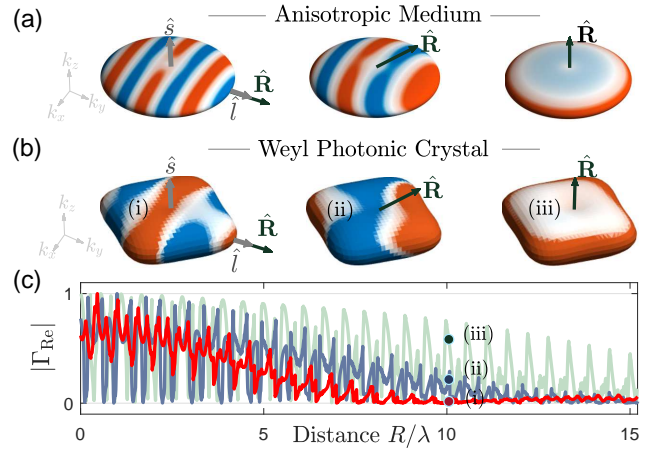 (a)
Anisotropic Medium
ŝ
R̂
R̂
R̂
l̂
k_z
k_x
k_y
(b)
Weyl Photonic Crystal
ŝ
(i)
(ii)
(iii)
R̂
R̂
R̂
l̂
k_z
k_x
k_y
(c)
1
|Γ_Re|
0
(iii)
(ii)
(i)
0
5
10
15
Distance R/λ